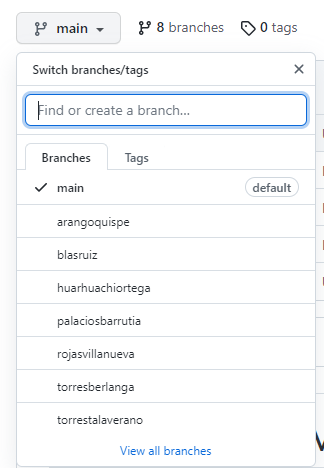 main 8 branches 0 tags
Switch branches/tags
Find or create a branch...
Branches Tags
main default
arangoquispe
blasruiz
huarhuachiortega
palaciosbarrutia
rojasvillanueva
torresberlanga
torrestalaverano
View all branches